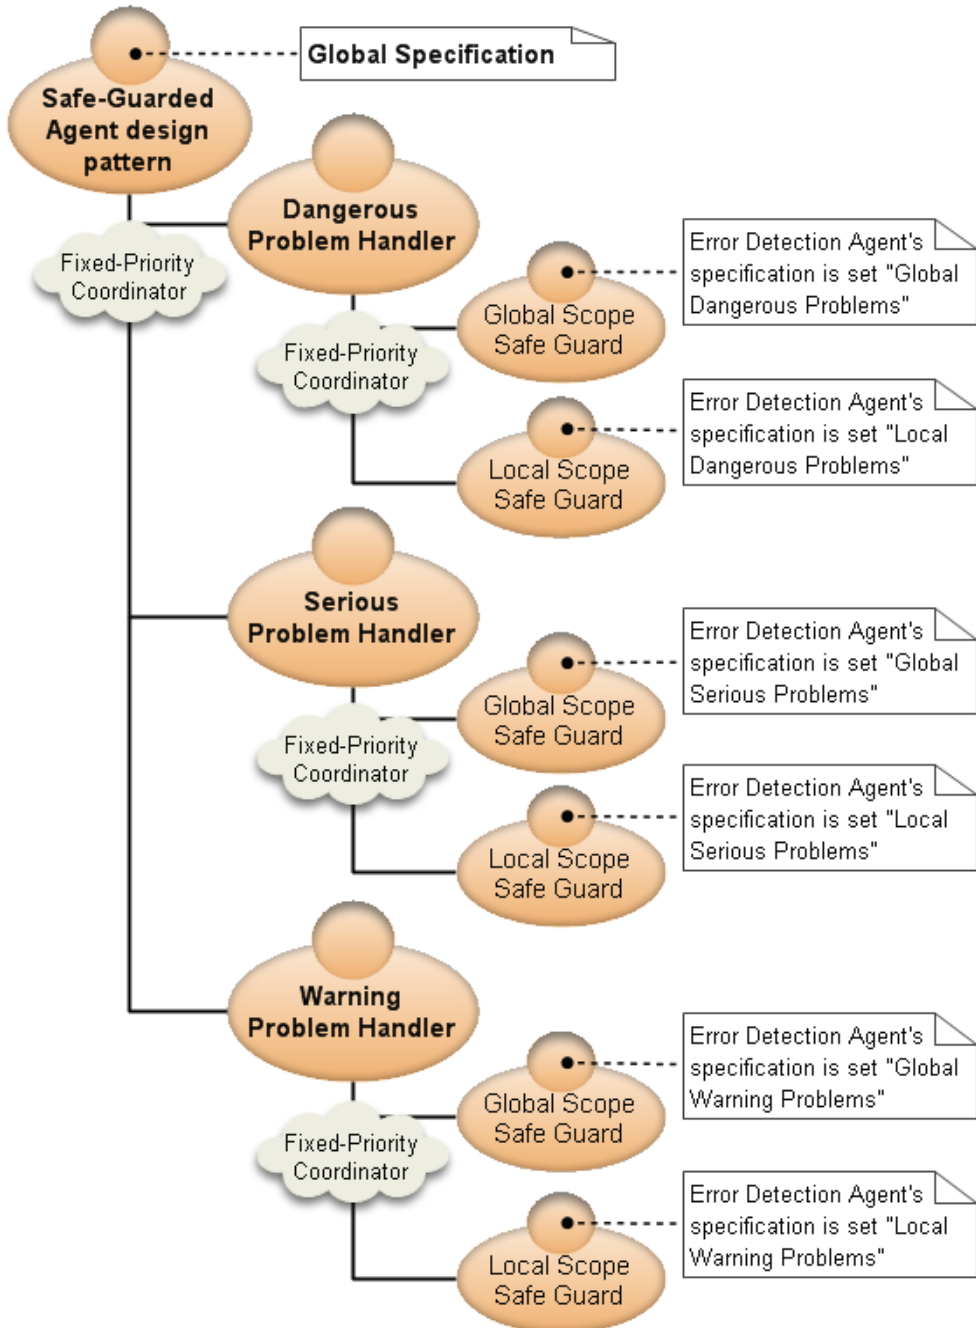 Global Specification
Safe-Guarded
Agent design
pattern
Dangerous
Problem Handler
Fixed-Priority
Coordinator
Error Detection Agent's
specification is set "Global
Dangerous Problems"
Global Scope
Safe Guard
Fixed-Priority
Coordinator
Error Detection Agent's
specification is set "Local
Dangerous Problems"
Local Scope
Safe Guard
Serious
Problem Handler
Error Detection Agent's
specification is set "Global
Serious Problems"
Global Scope
Safe Guard
Fixed-Priority
Coordinator
Error Detection Agent's
specification is set "Local
Serious Problems"
Local Scope
Safe Guard
Warning
Problem Handler
Error Detection Agent's
specification is set "Global
Warning Problems"
Global Scope
Safe Guard
Fixed-Priority
Coordinator
Error Detection Agent's
specification is set "Local
Warning Problems"
Local Scope
Safe Guard